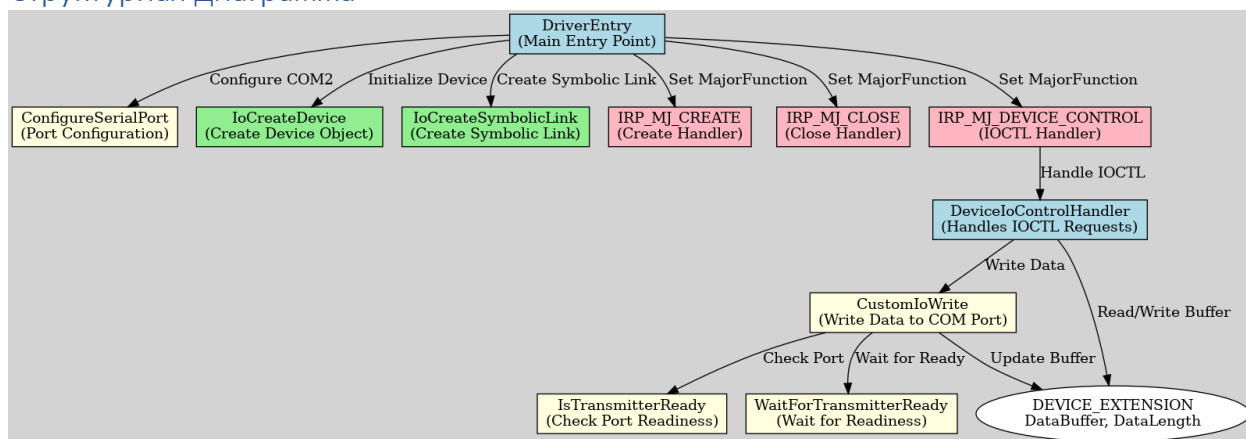 Структурная диаграмма
DriverEntry
(Main Entry Point)
Configure COM2
Initialize Device
Create Symbolic Link
Set MajorFunction
Set MajorFunction
Set MajorFunction
ConfigureSerialPort
(Port Configuration)
IoCreateDevice
(Create Device Object)
IoCreateSymbolicLink
(Create Symbolic Link)
IRP_MJ_CREATE
(Create Handler)
IRP_MJ_CLOSE
(Close Handler)
IRP_MJ_DEVICE_CONTROL
(IOCTL Handler)
Handle IOCTL
DeviceIoControlHandler
(Handles IOCTL Requests)
Write Data
CustomIoWrite
(Write Data to COM Port)
Read/Write Buffer
Check Port
Wait for Ready
Update Buffer
IsTransmitterReady
(Check Port Readiness)
WaitForTransmitterReady
(Wait for Readiness)
DEVICE_EXTENSION
DataBuffer, DataLength